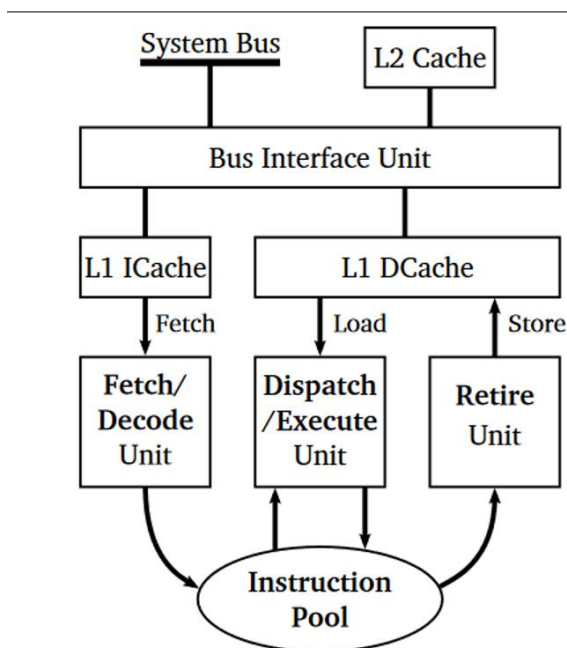 System Bus
L2 Cache
Bus Interface Unit
L1 ICache
L1 DCache
Fetch
Load
Store
Fetch/
Decode
Unit
Dispatch
/Execute
Unit
Retire
Unit
Instruction
Pool